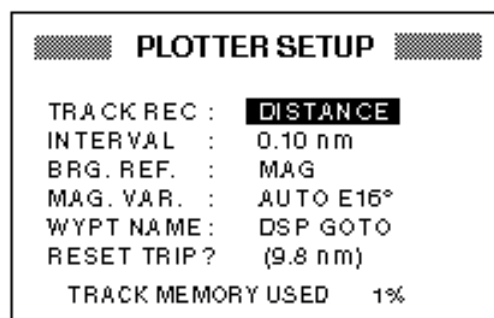 PLOTTER SETUP
TRACK REC : DISTANCE
INTERVAL : 0.10 nm
BRG. REF. : MAG
MAG. VAR. : AUTO E16°
WYPT NAME : DSP GOTO
RESET TRIP? (9.8 nm)
TRACK MEMORY USED 1%